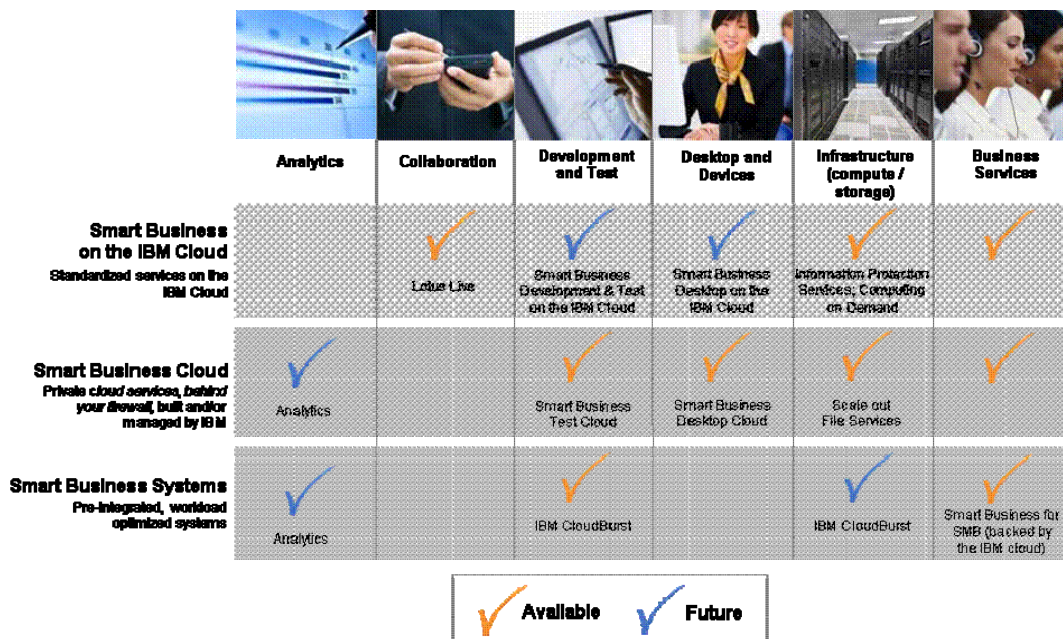 Analytics
Collaboration
Development
and Test
Desktop and
Devices
Infrastructure
(compute /
storage)
Business
Services
Smart Business
on the IBM Cloud
Standardized services on the
IBM Cloud
Lotus Live
Smart Business
Development & Test
on the IBM Cloud
Smart Business
Desktop on the
IBM Cloud
Information Protection
Services; Computing
on Demand
Smart Business Cloud
Private cloud services, behind
your firewall, built and/or
managed by IBM
Analytics
Smart Business
Test Cloud
Smart Business
Desktop Cloud
Scale out
File Services
Smart Business Systems
Pre-integrated, workload
optimized systems
Analytics
IBM CloudBurst
IBM CloudBurst
Smart Business for
SMB (backed by
the IBM cloud)
Available
Future